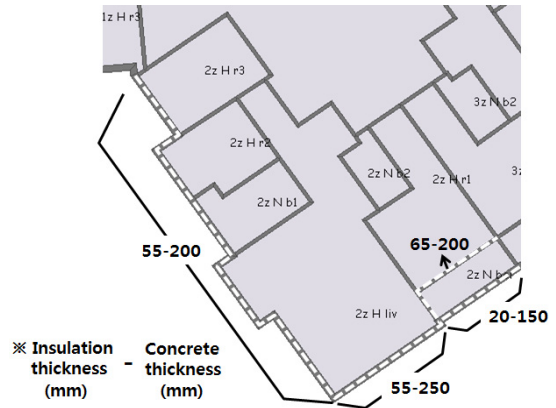 1z H r3
2z H r3
3z N b2
2z H r2
2z N b2
2z H r1
3z
2z N b1
65-200
55-200
2z N
20-150
2z H liv
※ Insulation thickness (mm) - Concrete thickness (mm)
55-250